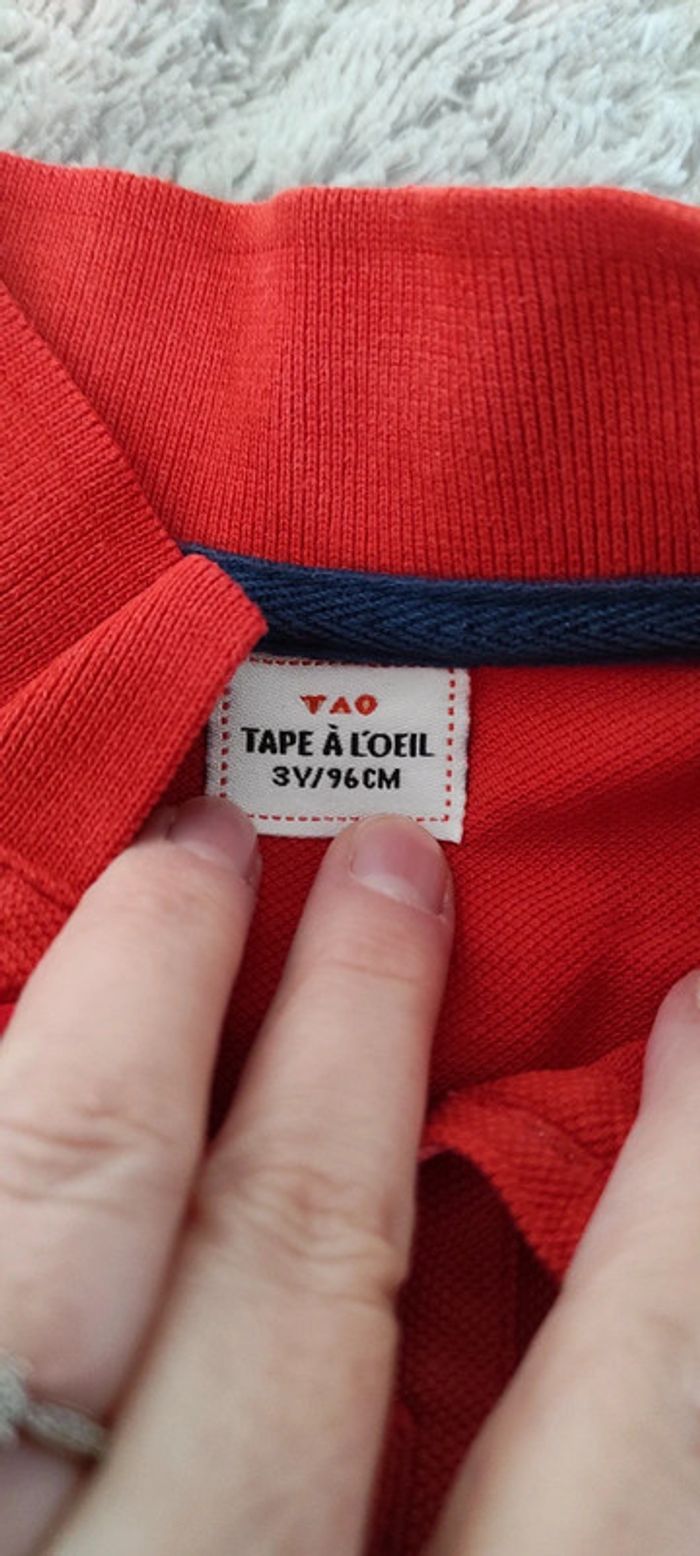 TAO
TAPE À L'OEIL
3Y/96CM